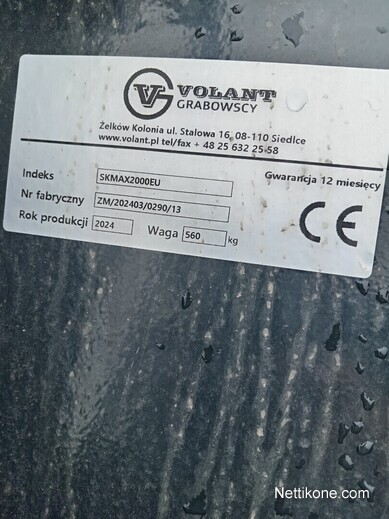 VG VOLANT
GRABOWSCY
Żelków Kolonia ul. Stalowa 16, 08-110 Siedlce
www.volant.pl tel/fax + 48 25 632 25-58
Gwarancja 12 miesięcy
Indeks SKMAX2000EU
Nr fabryczny ZM/202403/0290/13
Rok produkcji 2024 Waga 560 kg
CE
Nettikone.com